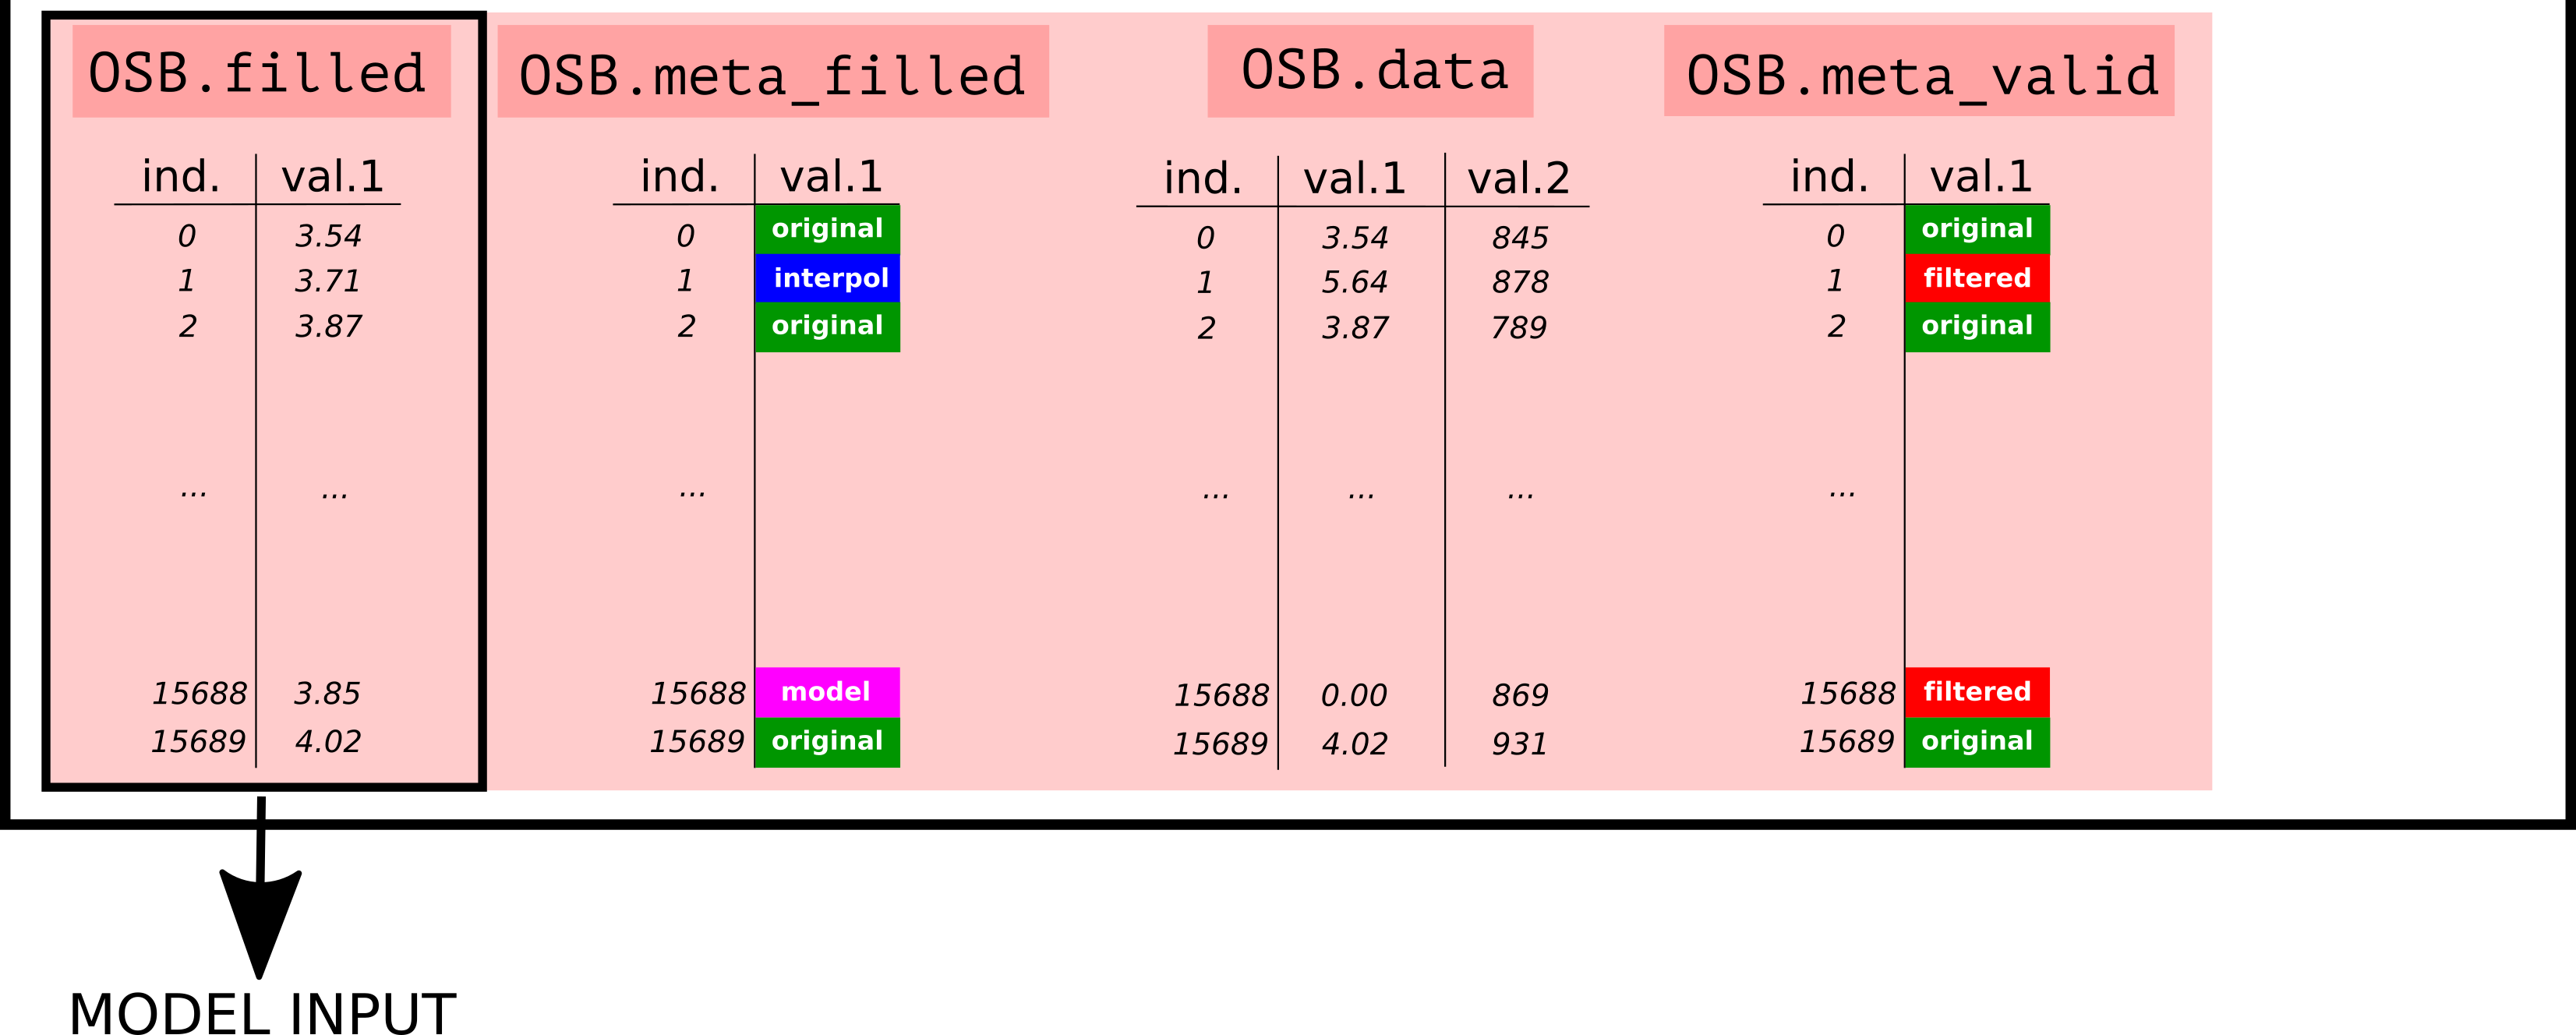 OSB.filled OSB.meta_filled OSB.data OSB.meta_valid
ind. val.1 ind. val.1 ind. val.1 val.2 ind. val.1
0 3.54 0 original 0 3.54 845 0 original
1 3.71 1 interpol 1 5.64 878 1 filtered
2 3.87 2 original 2 3.87 789 2 original
... ... ... ... ... ... ...
15688 3.85 15688 model 15688 0.00 869 15688 filtered
15689 4.02 15689 original 15689 4.02 931 15689 original
MODEL INPUT